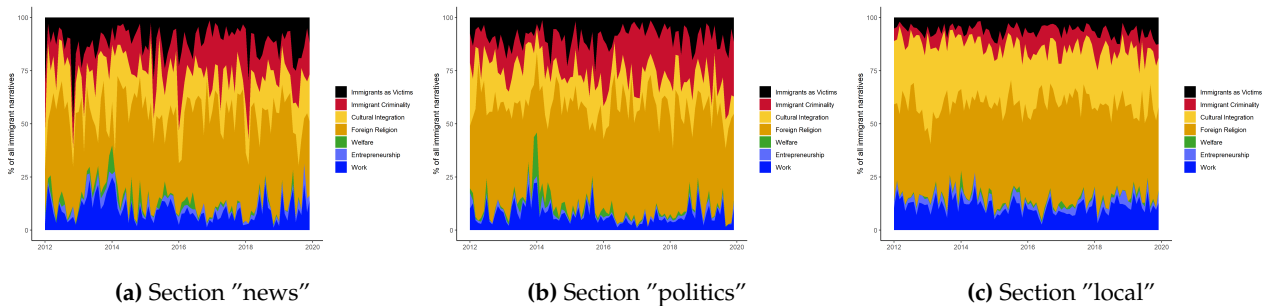 % of all immigrant narratives
100
75
50
25
0
2012 2014 2016 2018 2020
Immigrants as Victims
Immigrant Criminality
Cultural Integration
Foreign Religion
Welfare
Entrepreneurship
Work
(a) Section "news"
% of all immigrant narratives
100
75
50
25
0
2012 2014 2016 2018 2020
Immigrants as Victims
Immigrant Criminality
Cultural Integration
Foreign Religion
Welfare
Entrepreneurship
Work
(b) Section "politics"
% of all immigrant narratives
100
75
50
25
0
2012 2014 2016 2018 2020
Immigrants as Victims
Immigrant Criminality
Cultural Integration
Foreign Religion
Welfare
Entrepreneurship
Work
(c) Section "local"